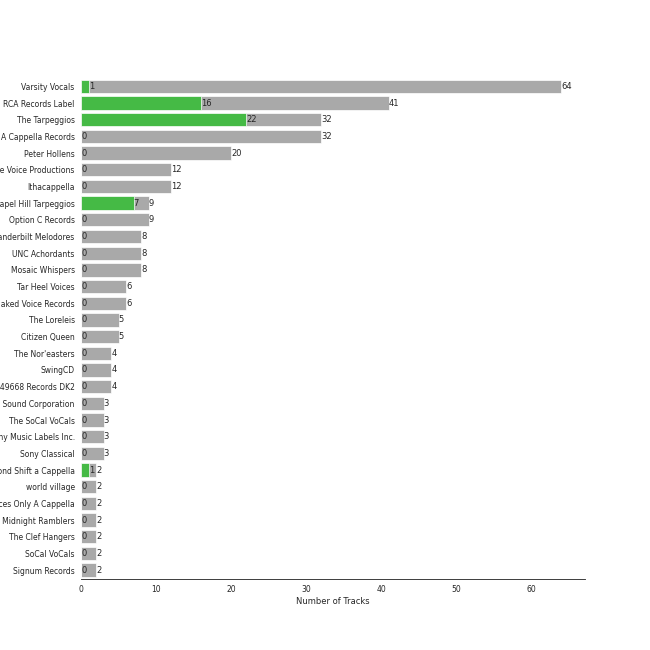 Varsity Vocals 1 64
RCA Records Label 16 41
The Tarpeggios 22 32
A Cappella Records 0 32
Peter Hollens 0 20
Voice Productions 0 12
Ithacappella 0 12
Hill Tarpeggios 7 9
Option C Records 0 9
Melodores 0 8
UNC Achordants 0 8
Mosaic Whispers 0 8
Tar Heel Voices 0 6
Voice Records 0 6
The Loreleis 0 5
Citizen Queen 0 5
The Nor'easters 0 4
SwingCD 0 4
49668 Records DK2 0 4
Sound Corporation 0 3
The SoCal VoCals 0 3
Music Labels Inc. 0 3
Sony Classical 0 3
Shift a Cappella 1 2
world village 0 2
Only A Cappella 0 2
Midnight Ramblers 0 2
The Clef Hangers 0 2
SoCal VoCals 0 2
Signum Records 0 2
0 10 20 30 40 50 60
Number of Tracks